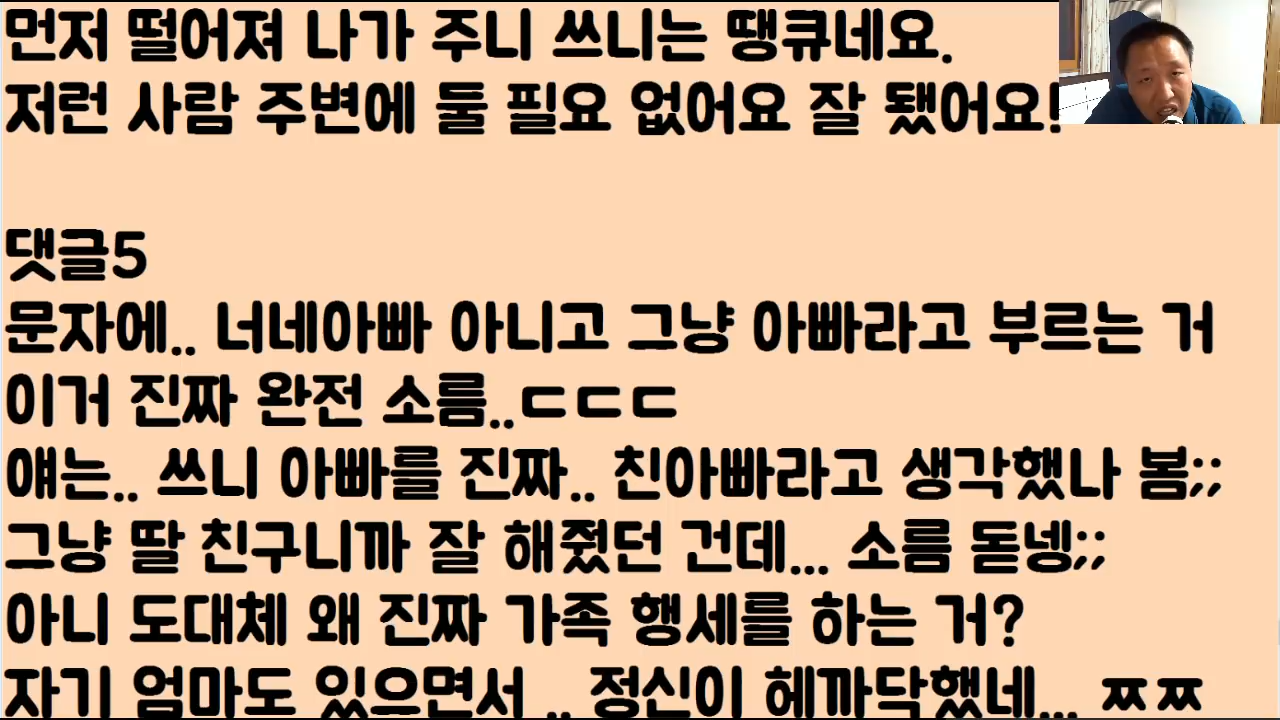 먼저 떨어져 나가 주니 쓰니는 땡큐네요.
저런 사람 주변에 둘 필요 없어요 잘 됐어요!
댓글5
문자에.. 너네아빠 아니고 그냥 아빠라고 부르는 거
이거 진짜 완전 소름..ㄷㄷㄷ
얘는.. 쓰니 아빠를 진짜.. 친아빠라고 생각했나 봄;;
그냥 딸 친구니까 잘 해줬던 건데... 소름 돋넹;;
아니 도대체 왜 진짜 가족 행세를 하는 거?
자기 엄마도 있으면서 .. 정신이 헤까닥했네... ㅉㅉ